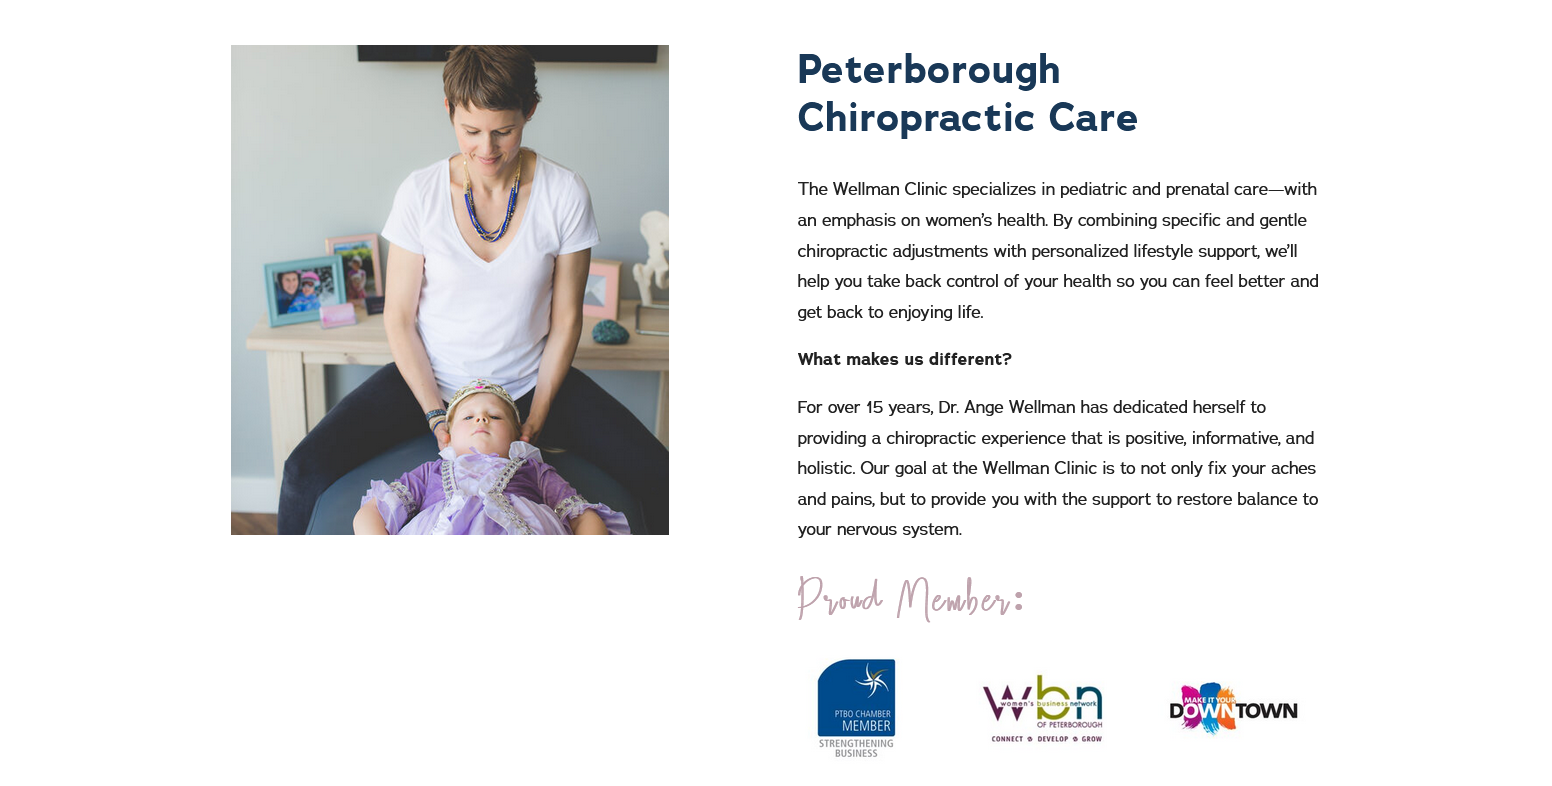 Peterborough
Chiropractic Care
The Wellman Clinic specializes in pediatric and prenatal care—with
an emphasis on women's health. By combining specific and gentle
chiropractic adjustments with personalized lifestyle support, we'll
help you take back control of your health so you can feel better and
get back to enjoying life.
What makes us different?
For over 15 years, Dr. Ange Wellman has dedicated herself to
providing a chiropractic experience that is positive, informative, and
holistic. Our goal at the Wellman Clinic is to not only fix your aches
and pains, but to provide you with the support to restore balance to
your nervous system.
Proud Member:
PTBO CHAMBER
MEMBER
STRENGTHENING
BUSINESS
wbn
women's business network
OF PETERBOROUGH
CONNECT DEVELOP GROW
MAKE IT YOUR
DOWNTOWN